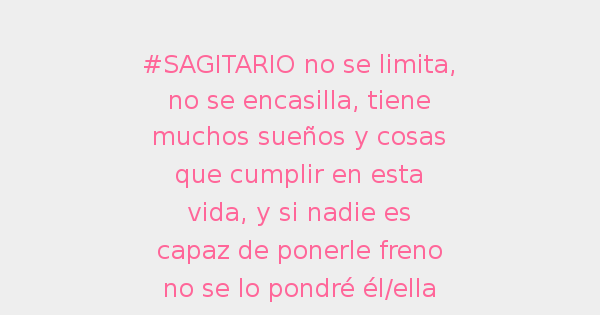 #SAGITARIO no se limita,
no se encasilla, tiene
muchos sueños y cosas
que cumplir en esta
vida, y si nadie es
capaz de ponerle freno
no se lo pondré él/ella